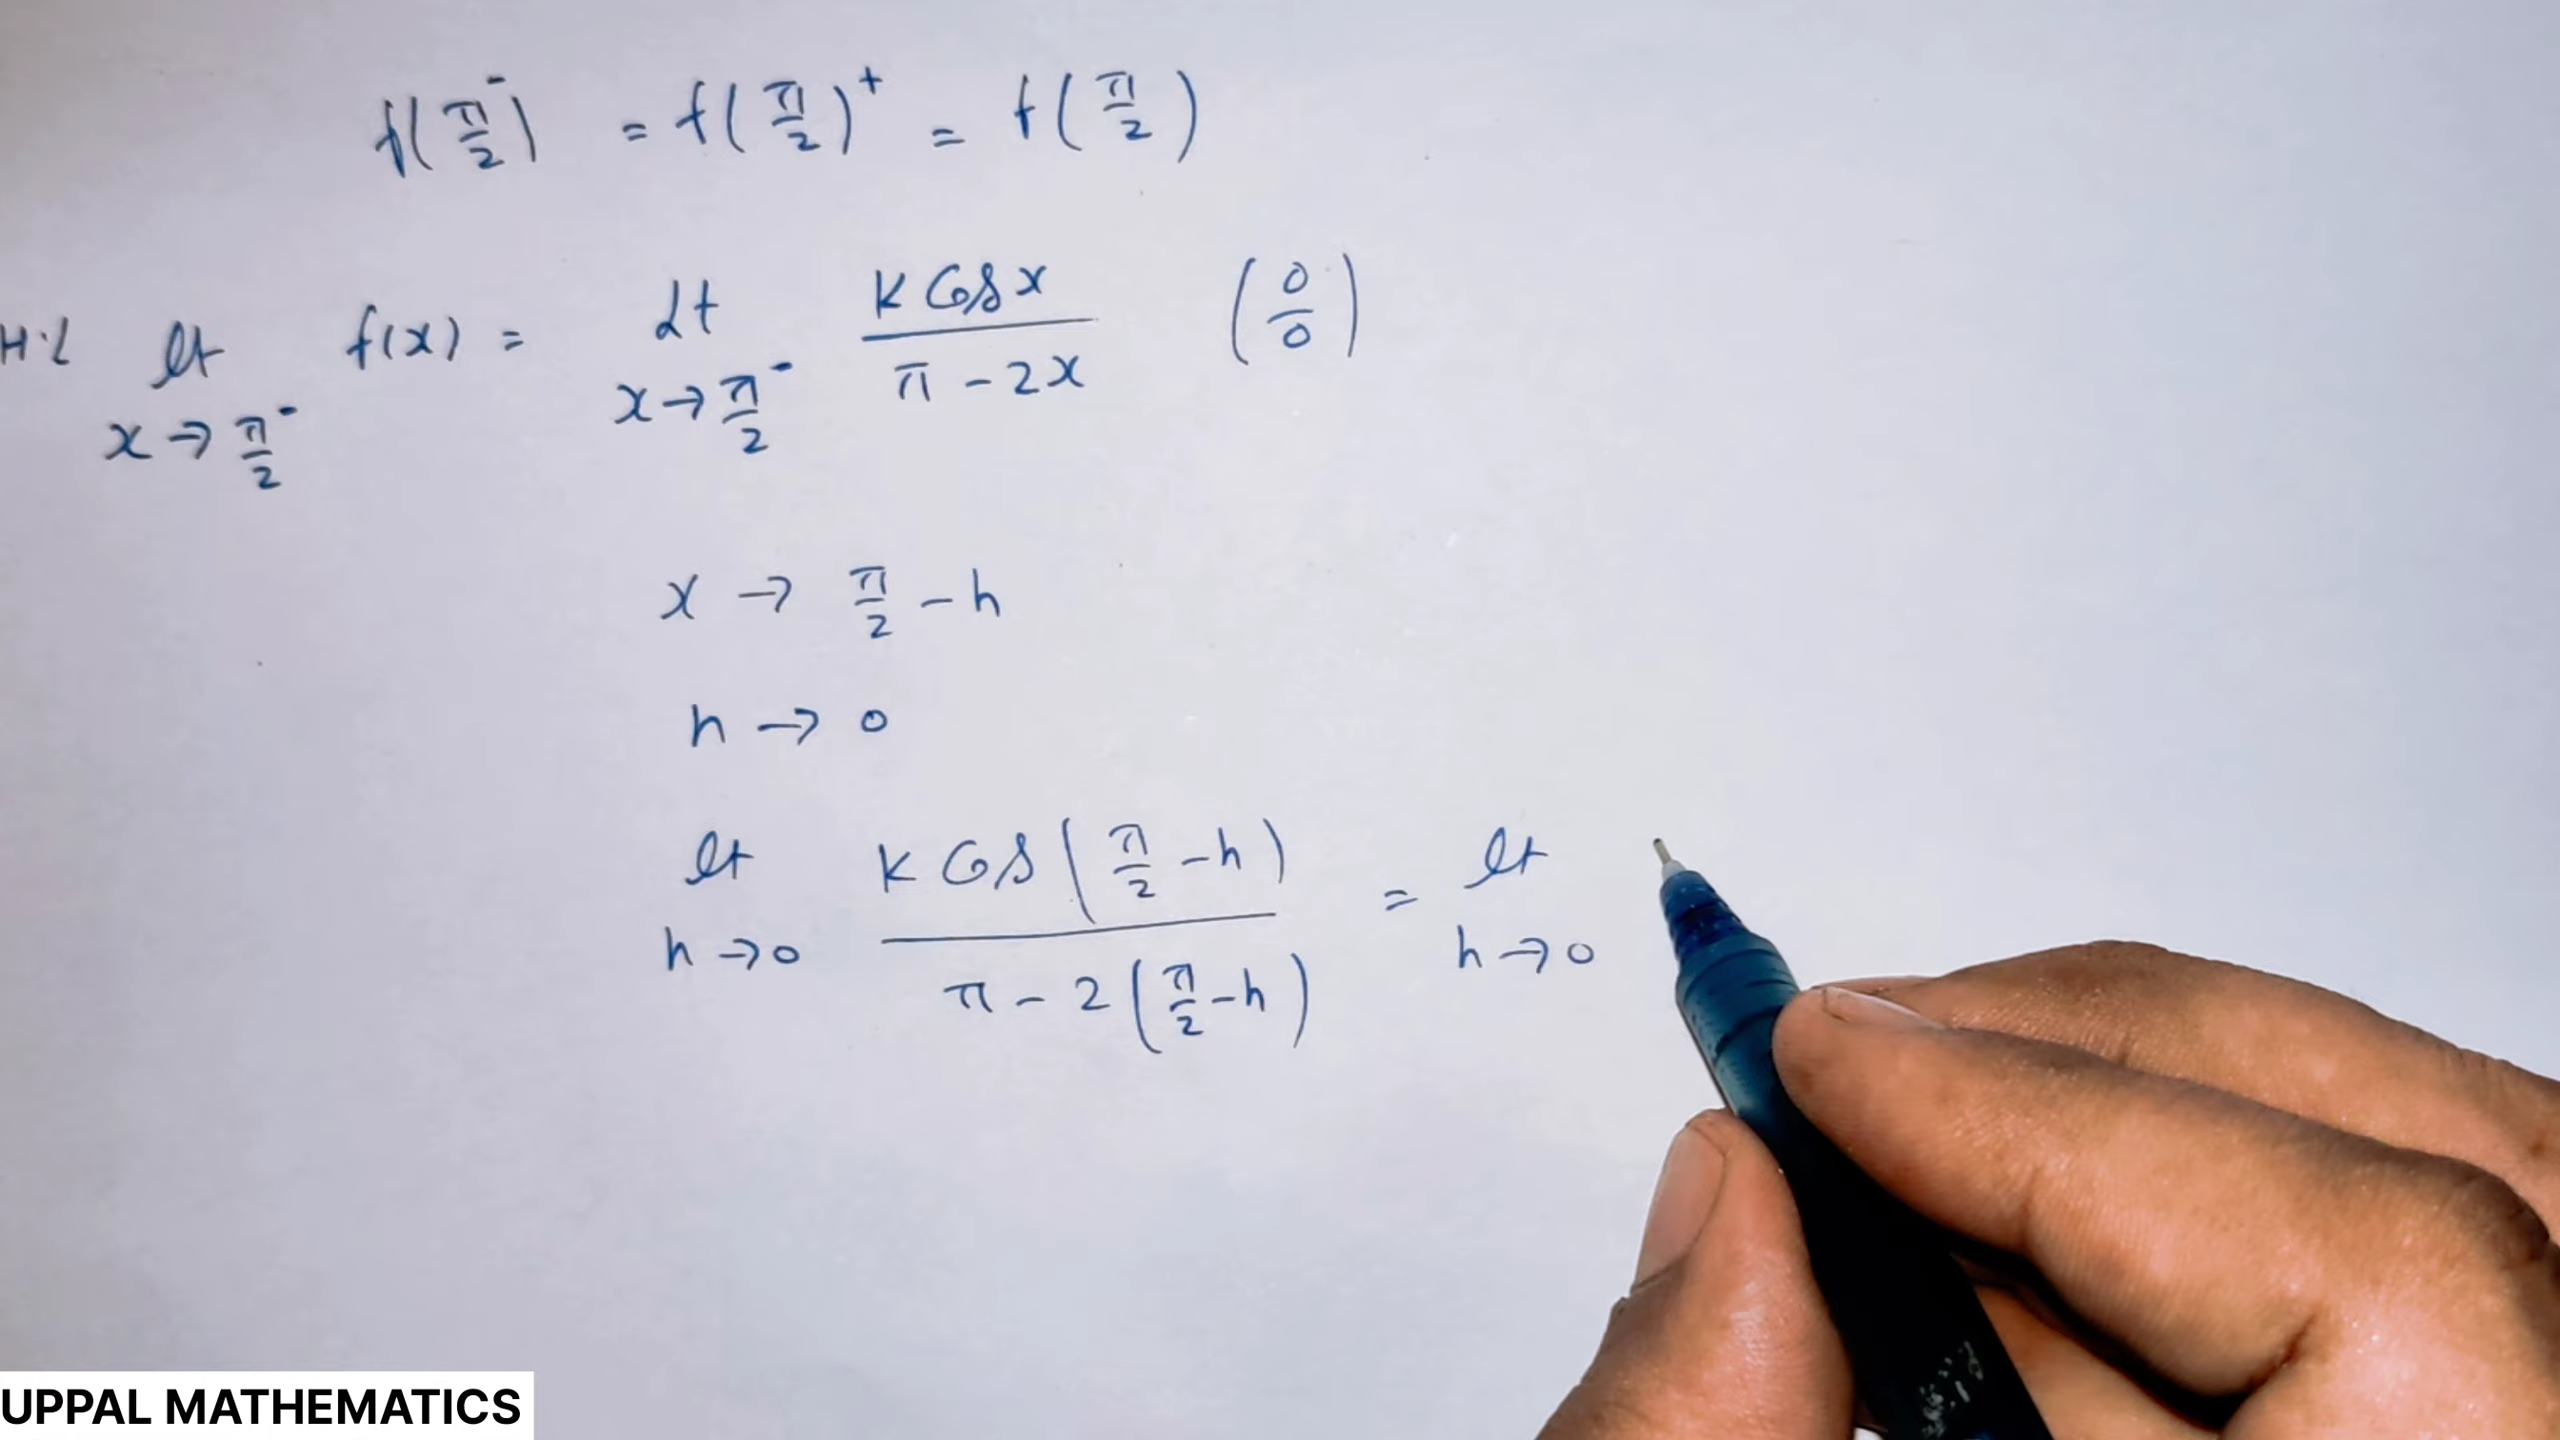 f(π/2⁻) = f(π/2)⁺ = f(π/2)
H.L lt x→π/2⁻ f(x) = lt x→π/2⁻ K Cos x / π - 2x (0/0)
x → π/2 - h
h → 0
lt h→0 K Cos(π/2 - h) / π - 2(π/2 - h) = lt h→0
UPPAL MATHEMATICS